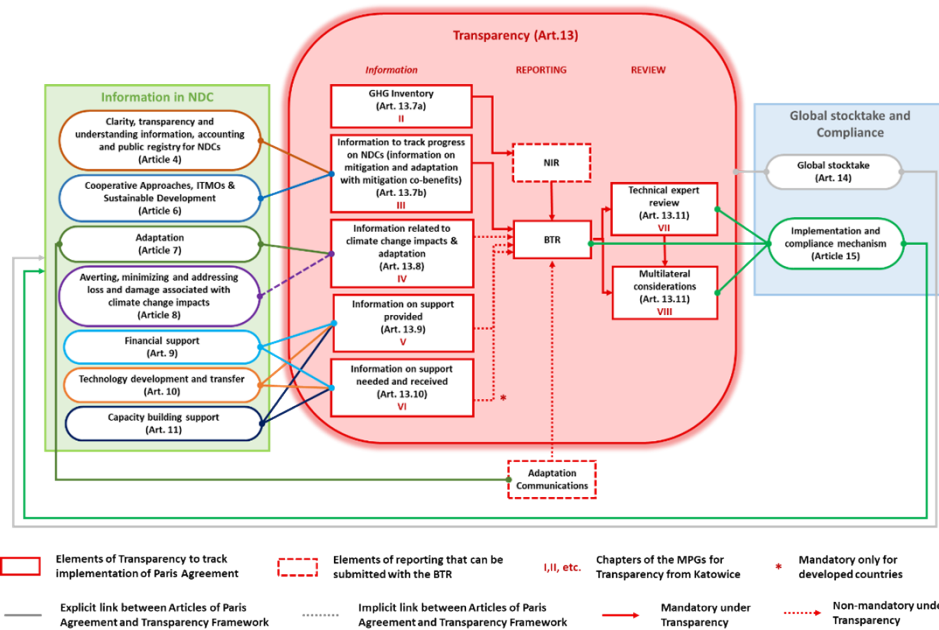 Transparency (Art.13)
Information
REPORTING
REVIEW
Information in NDC
Clarity, transparency and
understanding information, accounting
and public registry for NDCs
(Article 4)
Cooperative Approaches, ITMOs &
Sustainable Development
(Article 6)
Adaptation
(Article 7)
Averting, minimizing and addressing
loss and damage associated with
climate change impacts
(Article 8)
Financial support
(Art. 9)
Technology development and transfer
(Art. 10)
Capacity building support
(Art. 11)
GHG Inventory
(Art. 13.7a)
II
Information to track
progress on NDCs (information on
mitigation and adaptation
with mitigation co-benefits)
(Art. 13.7b)
III
Information related to
climate change impacts &
adaptation
(Art. 13.8)
IV
Information on support
provided
(Art. 13.9)
V
Information on support
needed and received
(Art. 13.10)
VI
*
NIR
BTR
Adaptation
Communications
Technical expert
review
(Art. 13.11)
VII
Multilateral
considerations
(Art. 13.11)
VIII
Global stocktake
and
Compliance
Global stocktake
(Art. 14)
Implementation and
compliance mechanism
(Article 15)
Elements of Transparency to track
implementation of Paris Agreement
Elements of reporting that can be
submitted with the BTR
I,II, etc.
Chapters of the MPGs for
Transparency from Katowice
*
Mandatory only for
developed countries
Explicit link between Articles of Paris
Agreement and Transparency Framework
Implicit link between Articles of Paris
Agreement and Transparency Framework
Mandatory under
Transparency
Non-mandatory unde
Transparency